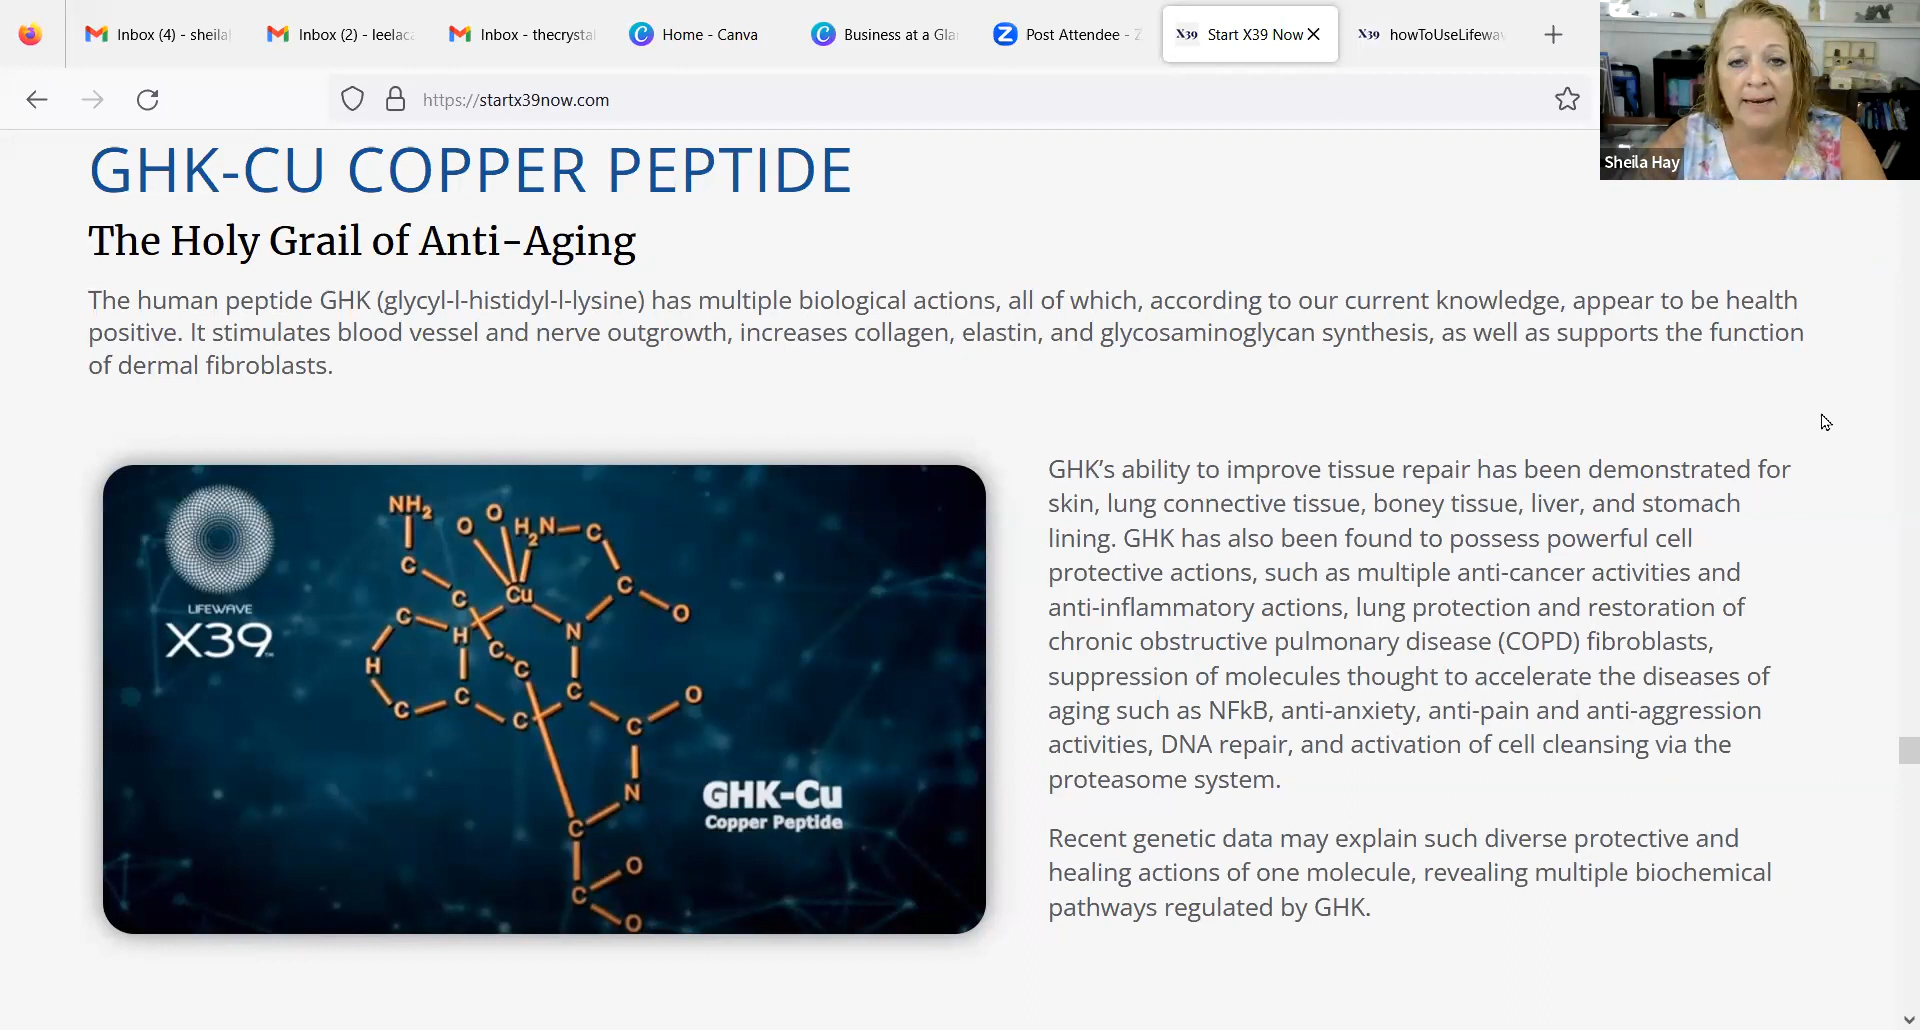 Inbox (4) - sheila
Inbox (2) - leelaca
Inbox - thecrystal
Home - Canva
Business at a Gla
Post Attendee - Z
X39 Start X39 Now
X39 howToUseLifewav
https://startx39now.com
Sheila Hay
GHK-CU COPPER PEPTIDE
The Holy Grail of Anti-Aging
The human peptide GHK (glycyl-l-histidyl-l-lysine) has multiple biological actions, all of which, according to our current knowledge, appear to be health
positive. It stimulates blood vessel and nerve outgrowth, increases collagen, elastin, and glycosaminoglycan synthesis, as well as supports the function
of dermal fibroblasts.
LIFEWAVE
X39™
NH₂
O
O
H₂N
C
C
C
C
Cu
C
O
C
H
N
C
H
C
C
C
O
C
C
C
N
C
O
C
O
GHK-Cu
Copper Peptide
GHK’s ability to improve tissue repair has been demonstrated for
skin, lung connective tissue, boney tissue, liver, and stomach
lining. GHK has also been found to possess powerful cell
protective actions, such as multiple anti-cancer activities and
anti-inflammatory actions, lung protection and restoration of
chronic obstructive pulmonary disease (COPD) fibroblasts,
suppression of molecules thought to accelerate the diseases of
aging such as NFkB, anti-anxiety, anti-pain and anti-aggression
activities, DNA repair, and activation of cell cleansing via the
proteasome system.
Recent genetic data may explain such diverse protective and
healing actions of one molecule, revealing multiple biochemical
pathways regulated by GHK.